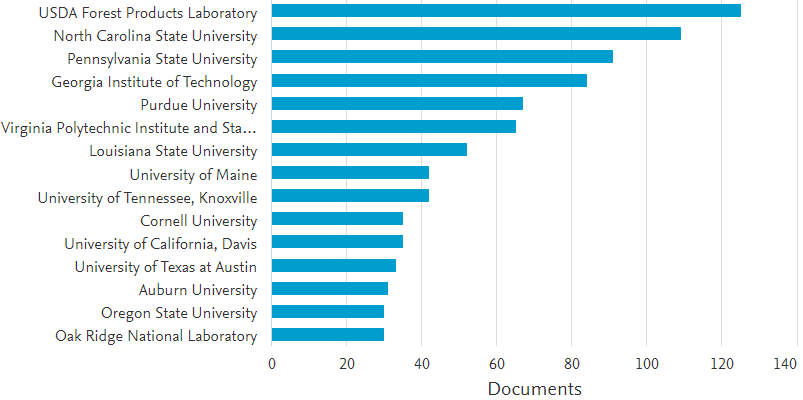 USDA Forest Products Laboratory
North Carolina State University
Pennsylvania State University
Georgia Institute of Technology
Purdue University
Virginia Polytechnic Institute and Sta...
Louisiana State University
University of Maine
University of Tennessee, Knoxville
Cornell University
University of California, Davis
University of Texas at Austin
Auburn University
Oregon State University
Oak Ridge National Laboratory
0 20 40 60 80 100 120 140
Documents